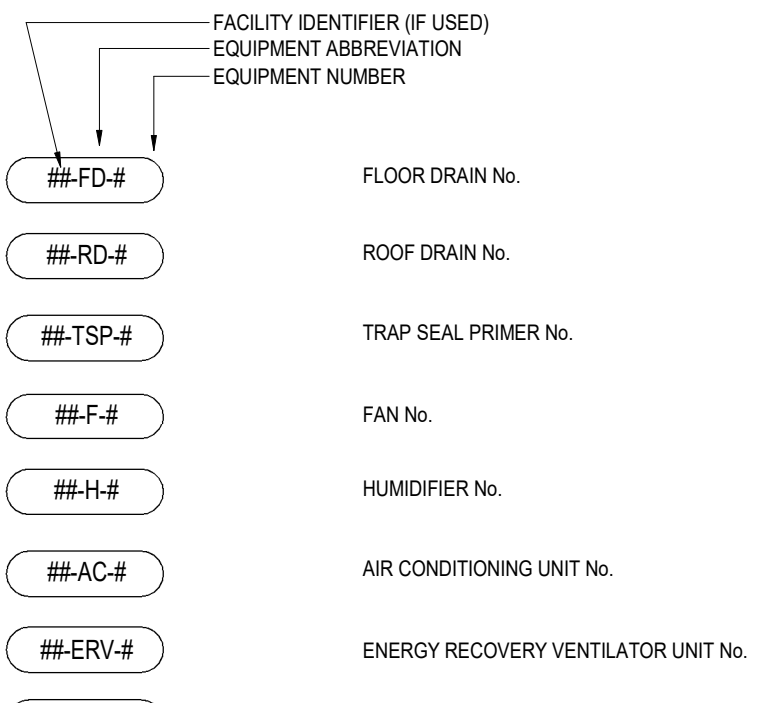 FACILITY IDENTIFIER (IF USED)
EQUIPMENT ABBREVIATION
EQUIPMENT NUMBER
##-FD-# FLOOR DRAIN No.
##-RD-# ROOF DRAIN No.
##-TSP-# TRAP SEAL PRIMER No.
##-F-# FAN No.
##-H-# HUMIDIFIER No.
##-AC-# AIR CONDITIONING UNIT No.
##-ERV-# ENERGY RECOVERY VENTILATOR UNIT No.